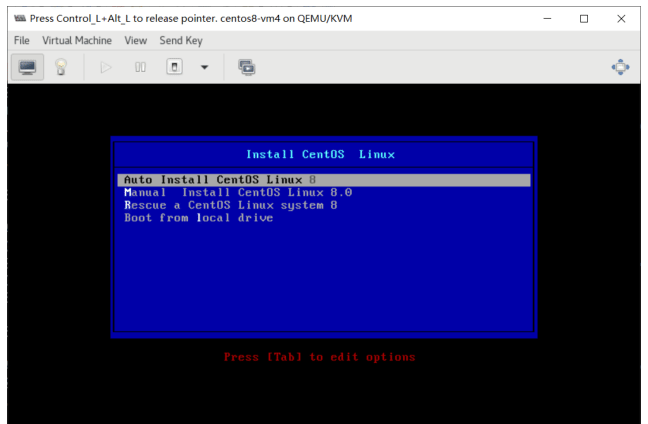 Press Control_L+Alt_L to release pointer. centos8-vm4 on QEMU/KVM
File Virtual Machine View Send Key
Install CentOS Linux
Auto Install CentOS Linux 8
Manual Install CentOS Linux 8.0
Rescue a CentOS Linux system 8
Boot from local drive
Press [Tab] to edit options